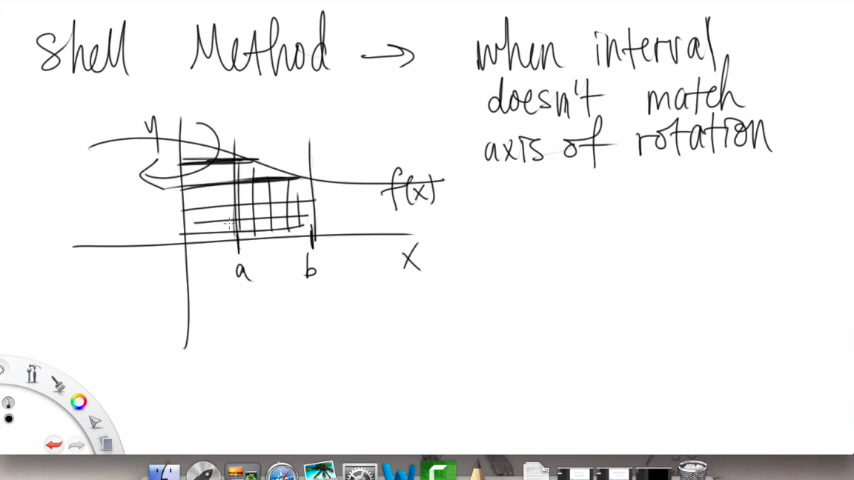 Shell Method → when interval
doesn't match
axis of rotation
y
f(x)
a b x